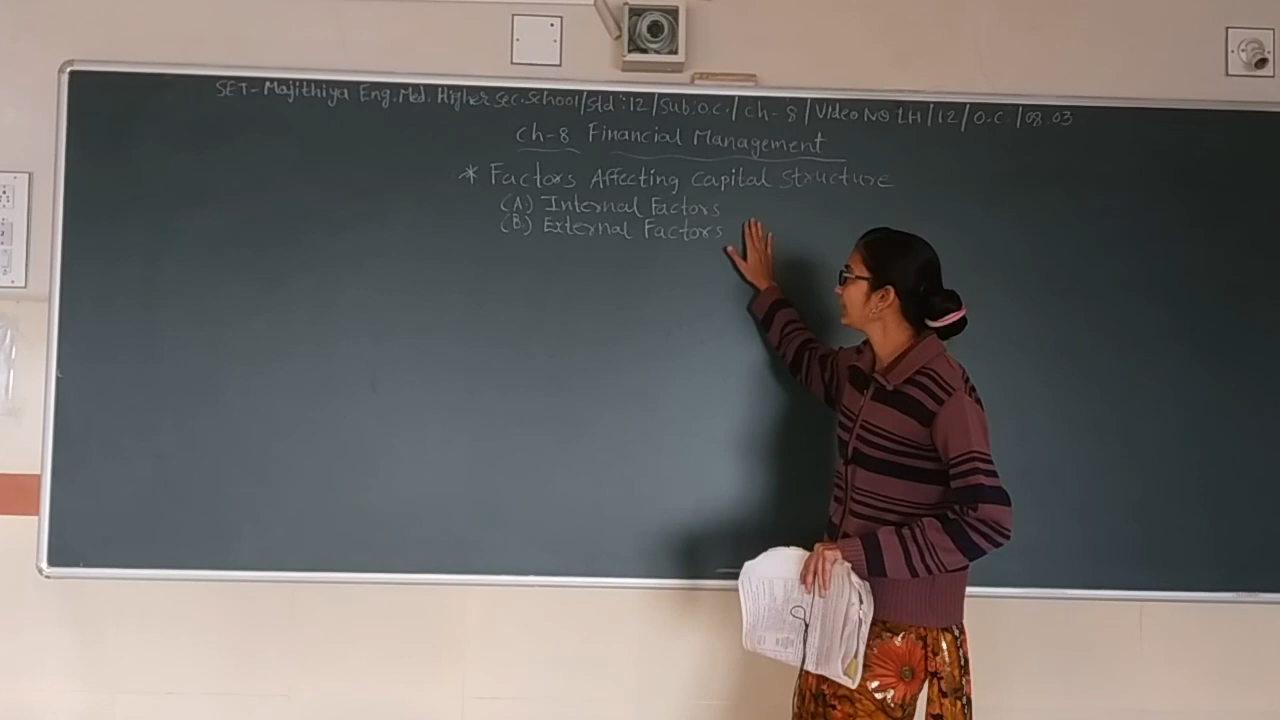 SET-Majithiya Eng.Med. Higher Sec. School/Std:12/Sub:O.C./Ch-8/Video No LH/12/O.C./08.03
Ch-8 Financial Management
* Factors Affecting Capital Structure
(A) Internal Factors
(B) External Factors